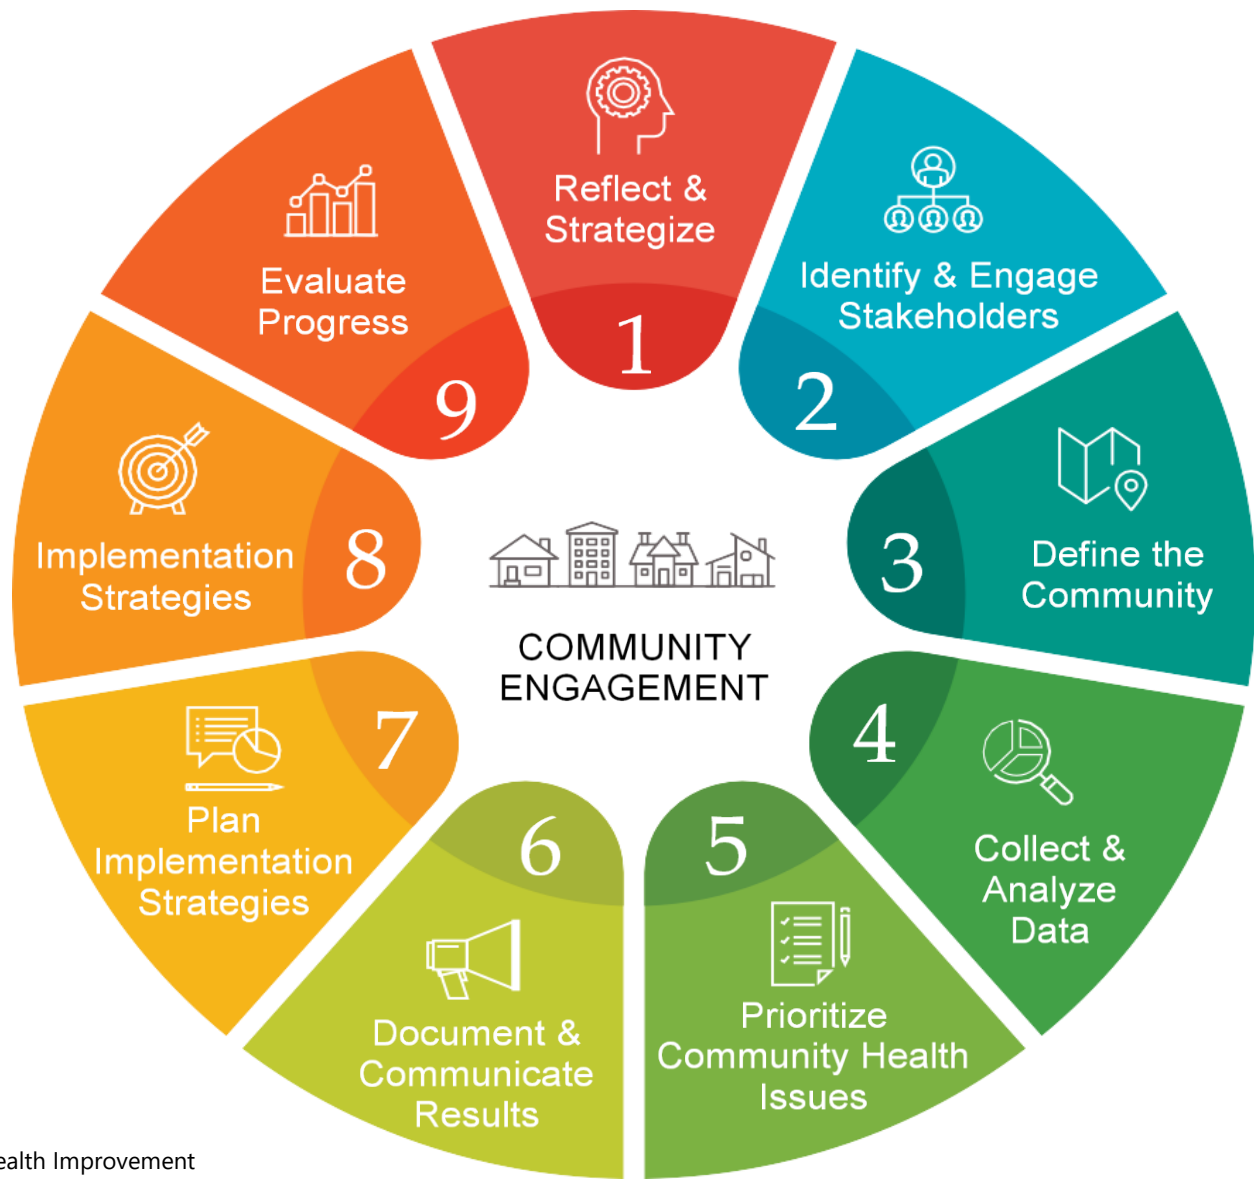 Reflect &
Strategize
1
Identify & Engage
Stakeholders
2
Define the
Community
3
Collect &
Analyze
Data
4
Prioritize
Community Health
Issues
5
Document &
Communicate
Results
6
Plan
Implementation
Strategies
7
Implementation
Strategies
8
Evaluate
Progress
9
COMMUNITY
ENGAGEMENT
Improvement